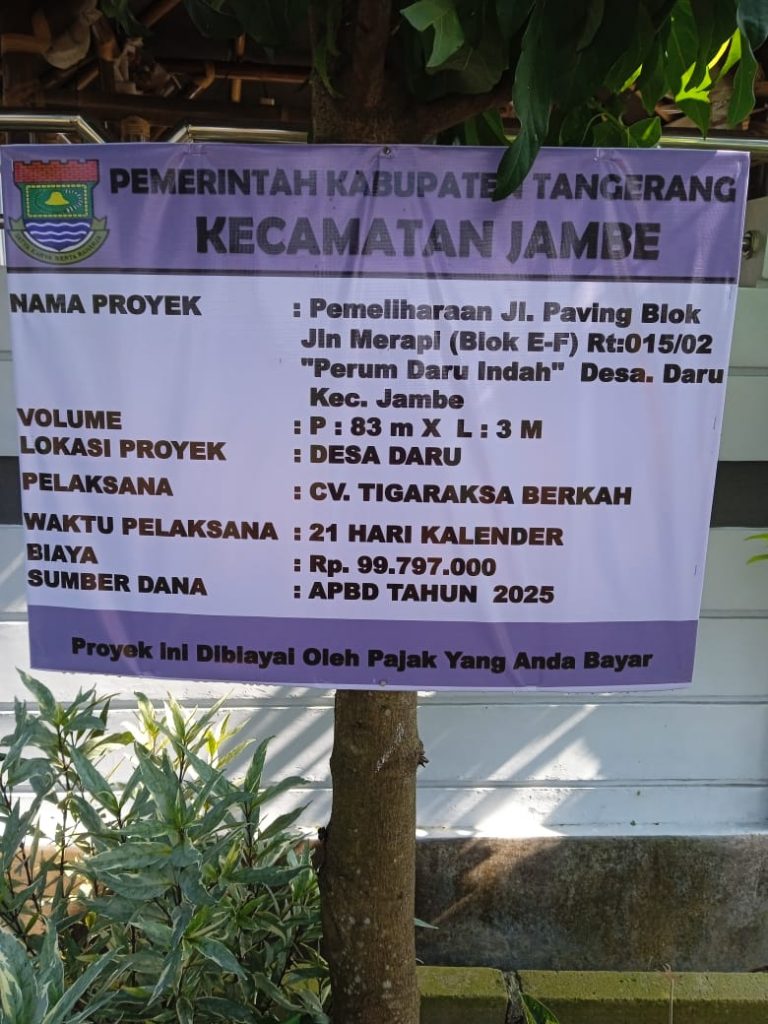 PEMERINTAH KABUPATEN TANGERANG
KECAMATAN JAMBE
NAMA PROYEK : Pemeliharaan Jl. Paving Blok
Jln Merapi (Blok E-F) Rt:015/02
"Perum Daru Indah" Desa. Daru
Kec. Jambe
VOLUME : P : 83 m X L : 3 M
LOKASI PROYEK : DESA DARU
PELAKSANA : CV. TIGARAKSA BERKAH
WAKTU PELAKSANA : 21 HARI KALENDER
BIAYA : Rp. 99.797.000
SUMBER DANA : APBD TAHUN 2025
Proyek ini Dibiayai Oleh Pajak Yang Anda Bayar